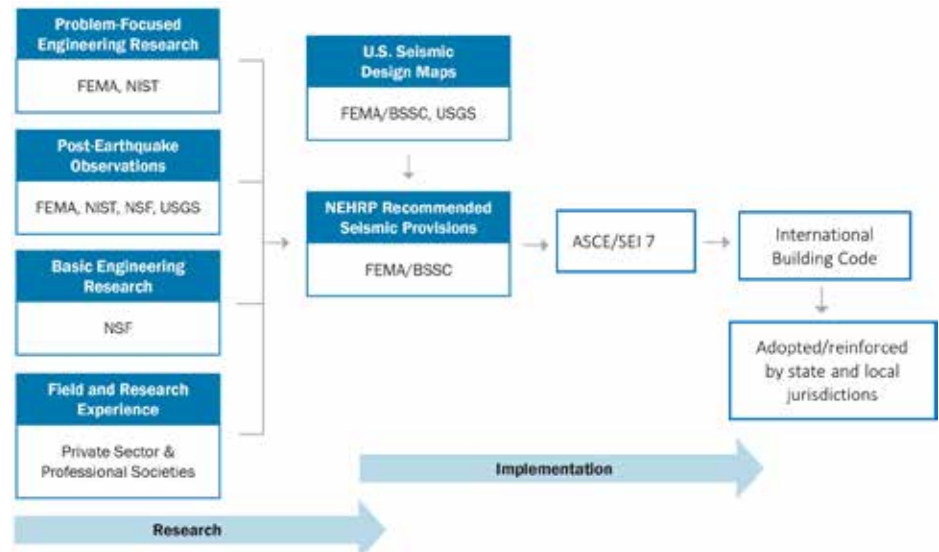 Problem-Focused
Engineering Research
FEMA, NIST
Post-Earthquake
Observations
FEMA, NIST, NSF, USGS
Basic Engineering
Research
NSF
Field and Research
Experience
Private Sector &
Professional Societies
U.S. Seismic
Design Maps
FEMA/BSSC, USGS
NEHRP Recommended
Seismic Provisions
FEMA/BSSC
ASCE/SEI 7
International
Building Code
Adopted/reinforced
by state and local
jurisdictions
Implementation
Research